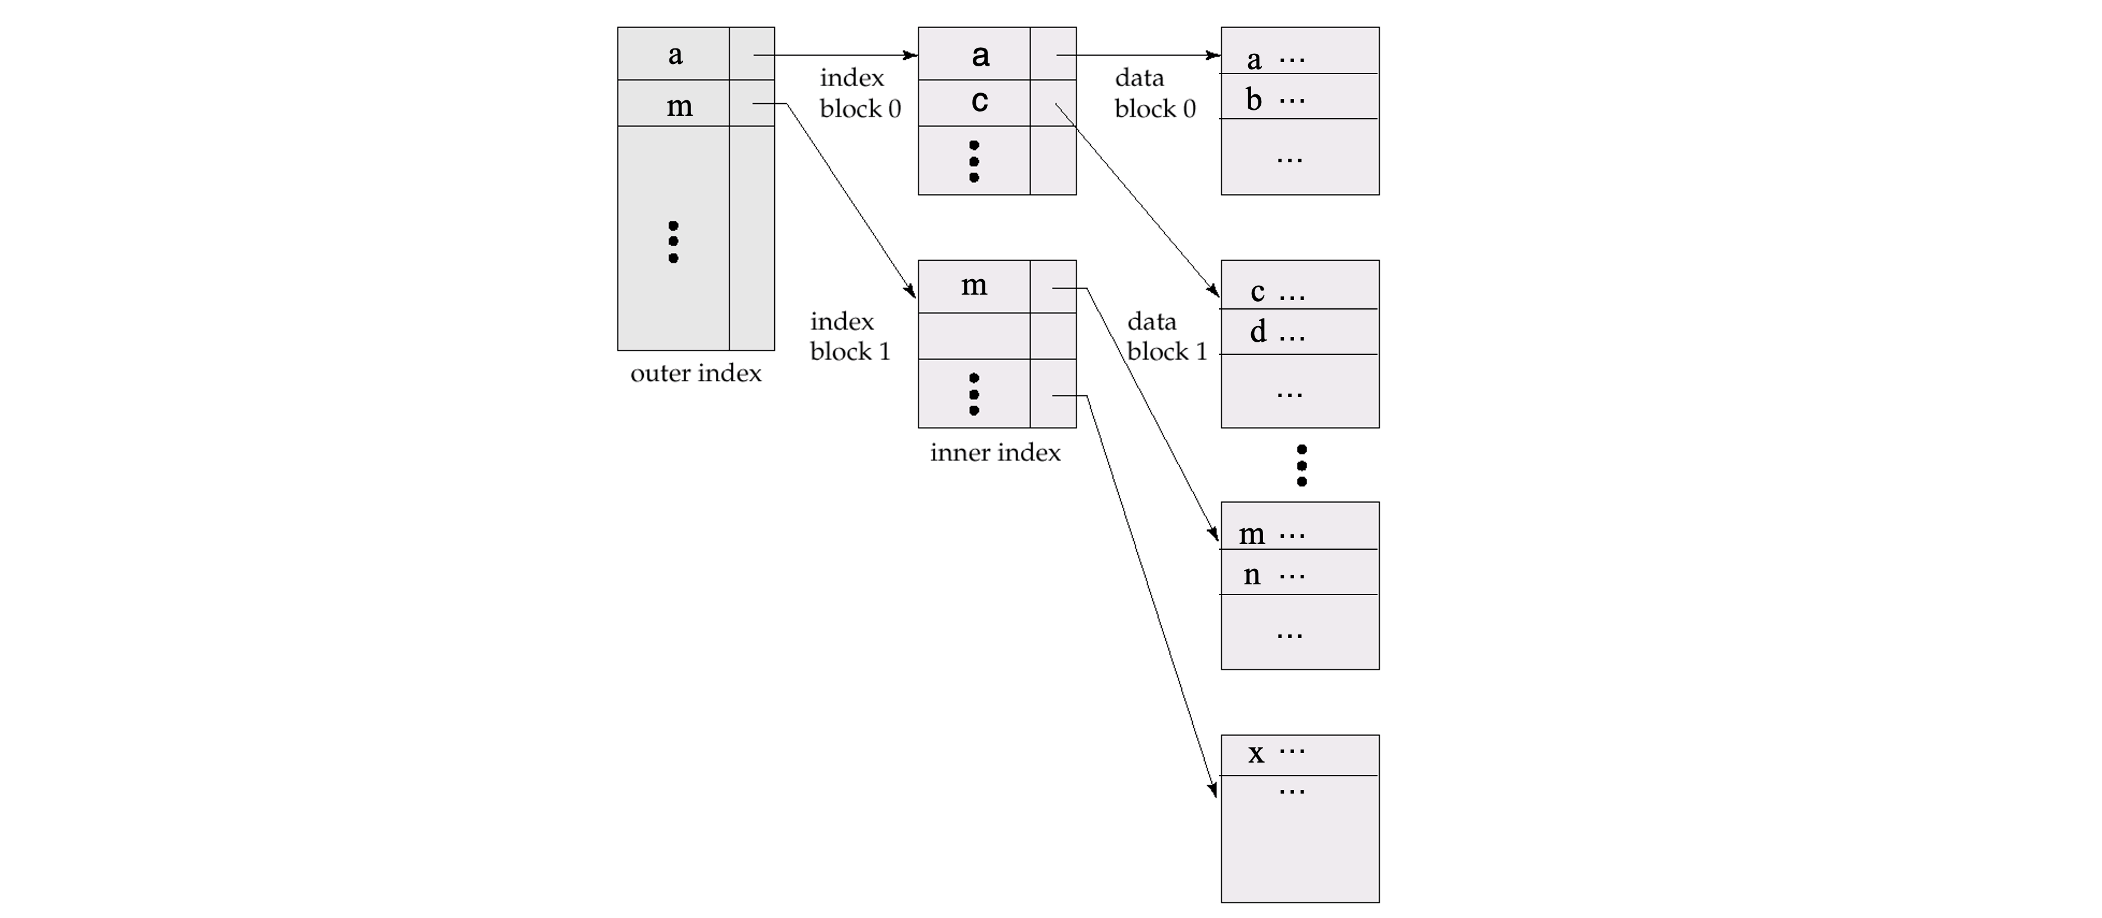 a
m
outer index
index
block 0
index
block 1
a
c
m
inner index
data
block 0
data
block 1
a ...
b ...
...
c ...
d ...
...
m ...
n ...
...
x ...
...